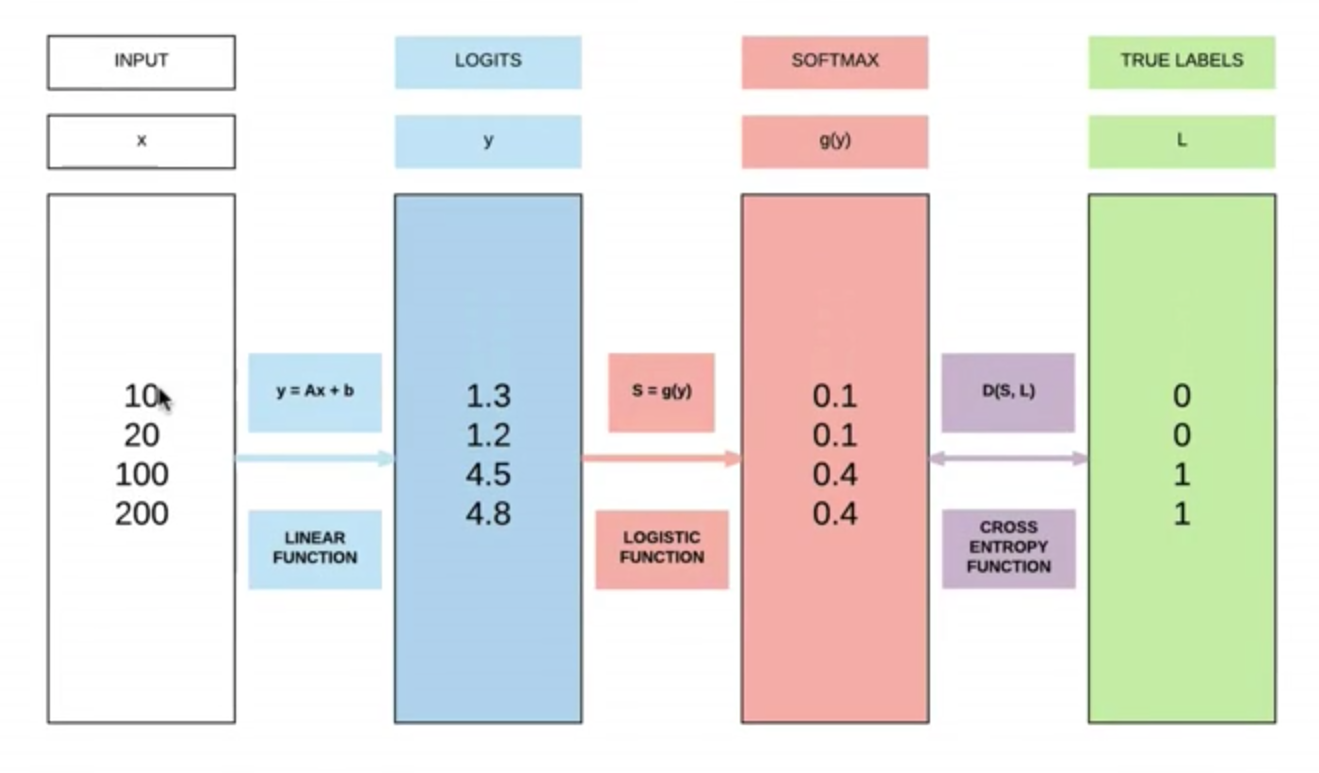 INPUT
LOGITS
SOFTMAX
TRUE LABELS
x
y
g(y)
L
10
20
100
200
y = Ax + b
LINEAR
FUNCTION
1.3
1.2
4.5
4.8
S = g(y)
LOGISTIC
FUNCTION
0.1
0.1
0.4
0.4
D(S, L)
CROSS
ENTROPY
FUNCTION
0
0
1
1